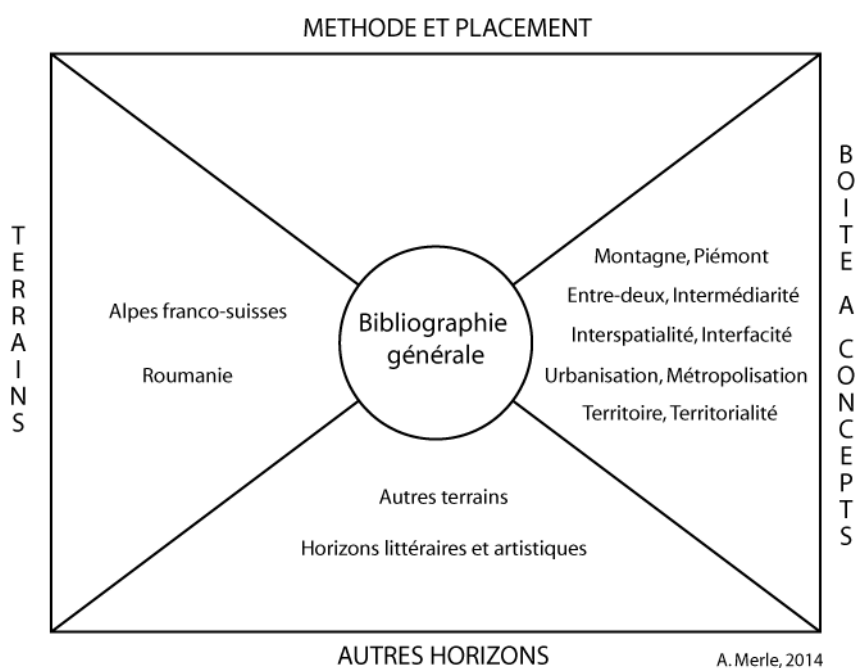 METHODE ET PLACEMENT
TERRAINS
Alpes franco-suisses
Roumanie
Bibliographie
générale
Montagne, Piémont
Entre-deux, Intermédiarité
Interspatialité, Interfacité
Urbanisation, Métropolisation
Territoire, Territorialité
BOITE A CONCEPTS
Autres terrains
Horizons littéraires et artistiques
AUTRES HORIZONS
A. Merle, 2014